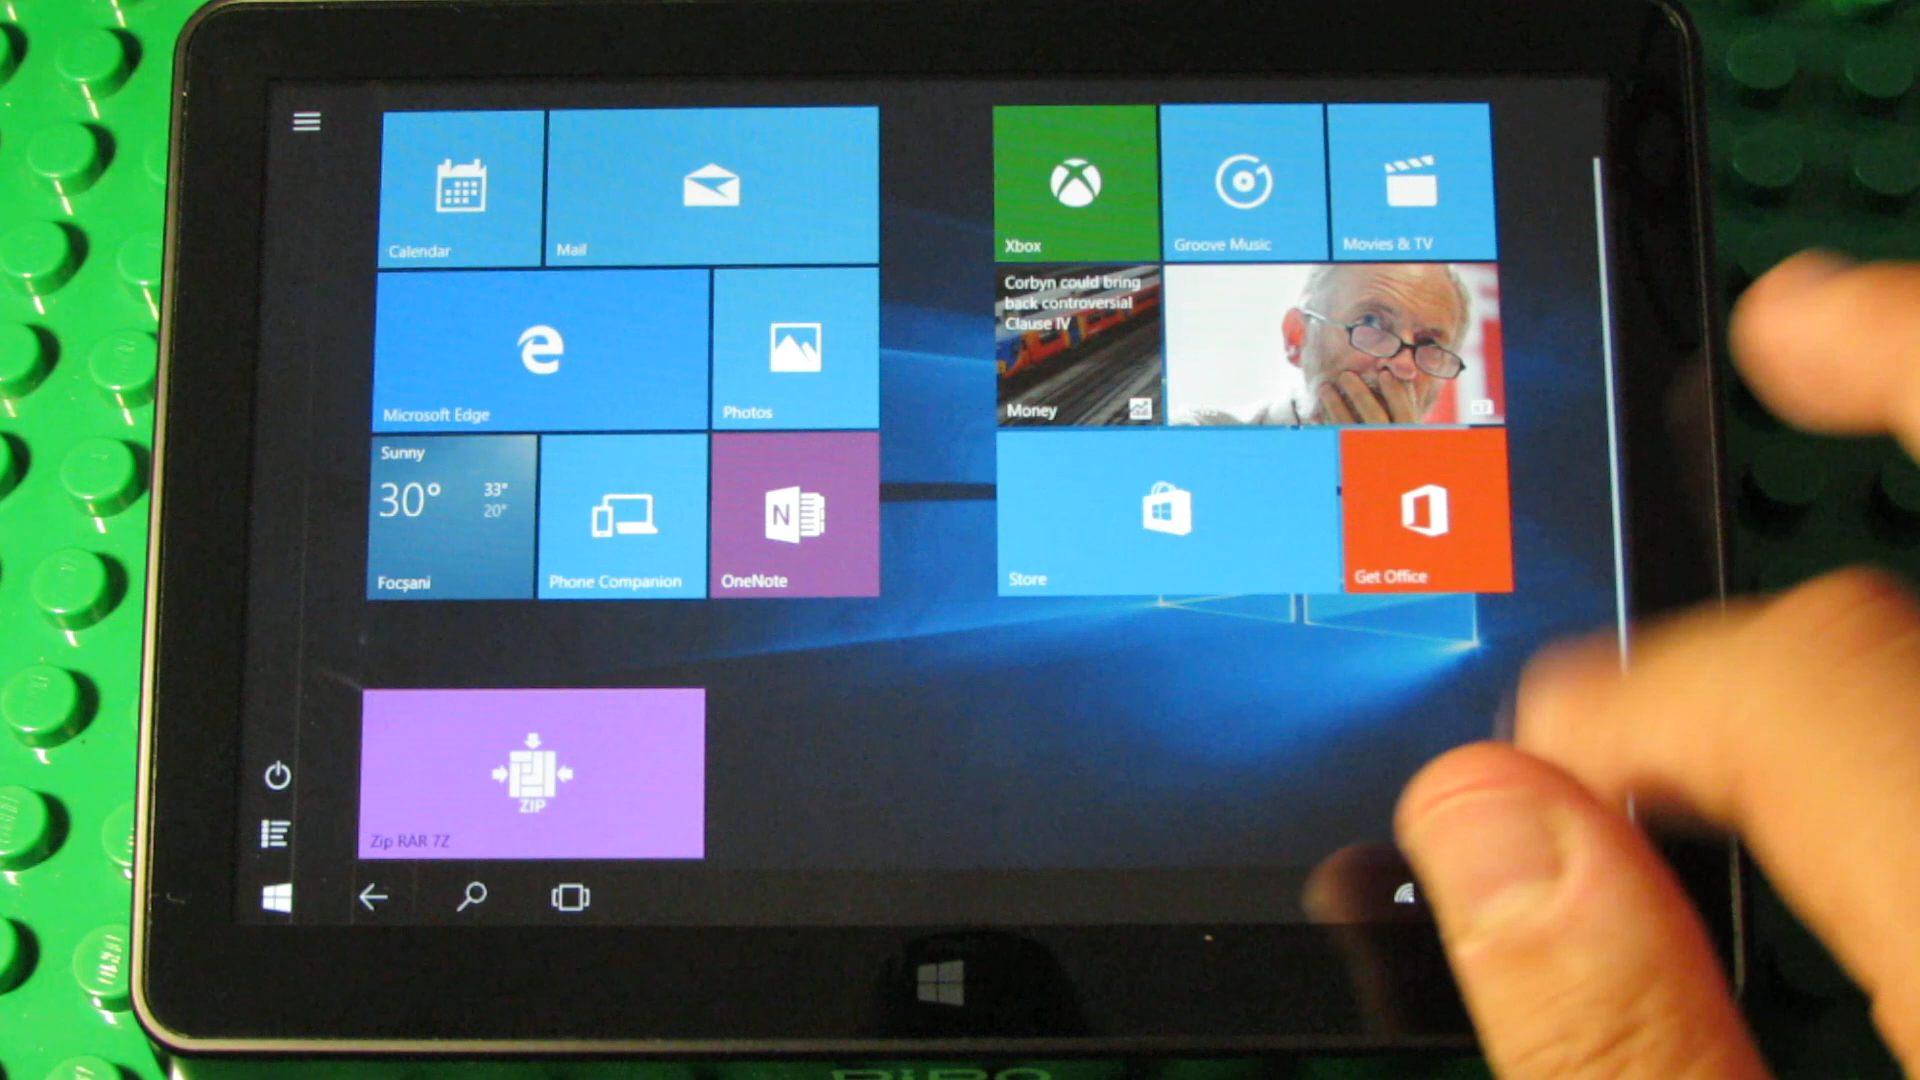 Calendar
Mail
Xbox
Groove Music
Movies & TV
Microsoft Edge
Photos
Corbyn could bring
back controversial
Clause IV
Money
Sunny
30°
33°
20°
Focşani
Phone Companion
N
OneNote
Store
Get Office
ZIP
Zip RAR 7Z